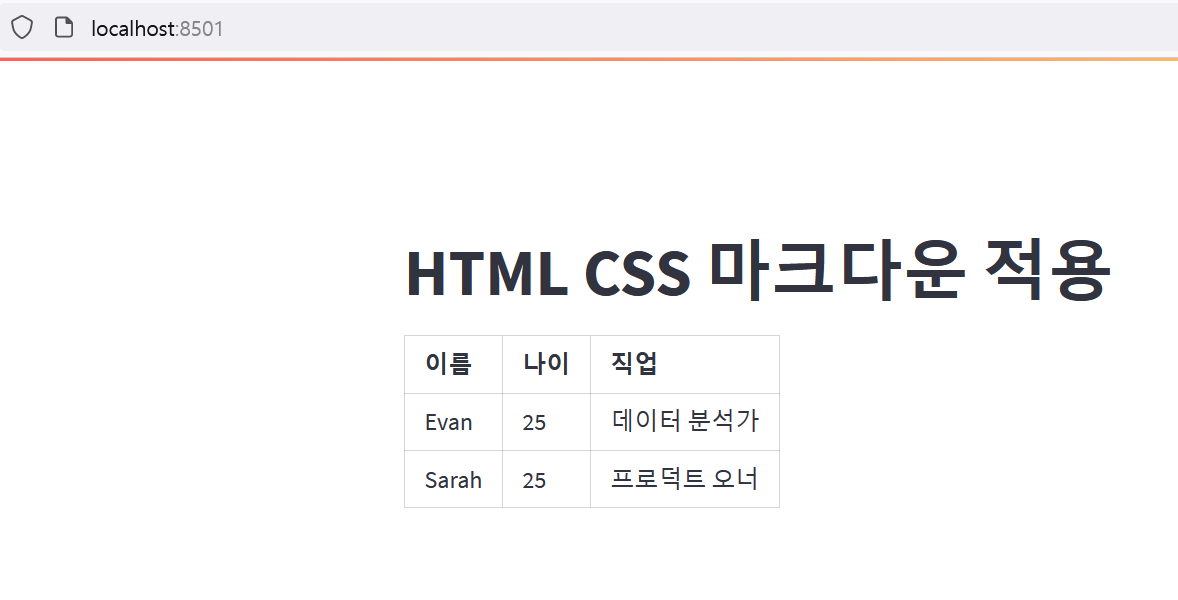 localhost:8501
HTML CSS 마크다운 적용
이름 나이 직업
Evan 25 데이터 분석가
Sarah 25 프로덕트 오너